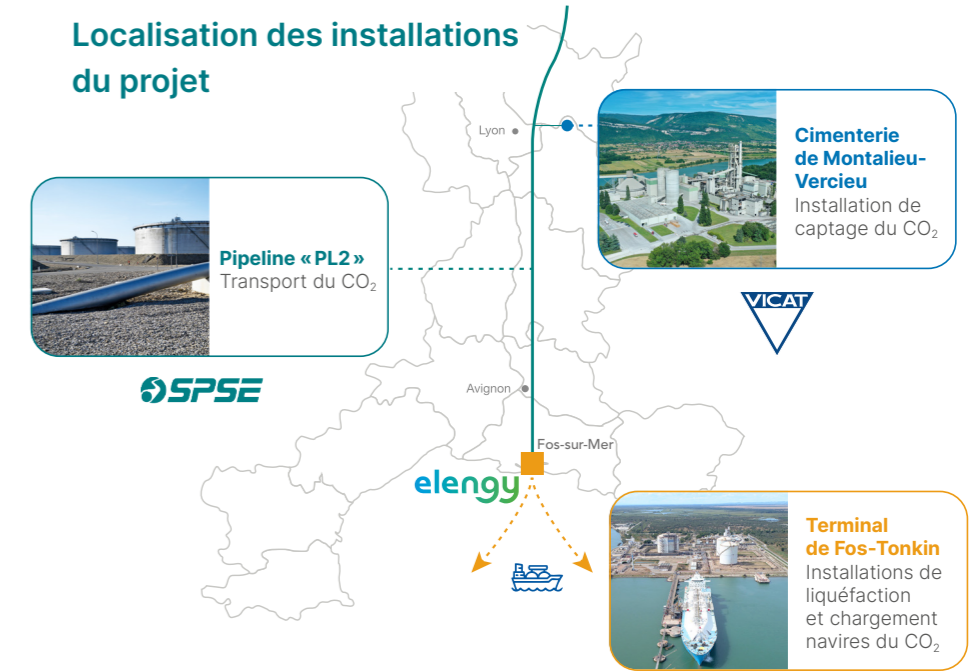 Localisation des installations
du projet
Lyon
Cimenterie
de Montalieu-
Vercieu
Installation de
captage du CO₂
VICAT
Pipeline « PL2 »
Transport du CO₂
SPSE
Avignon
Fos-sur-Mer
elengy
Terminal
de Fos-Tonkin
Installations de
liquéfaction
et chargement
navires du CO₂